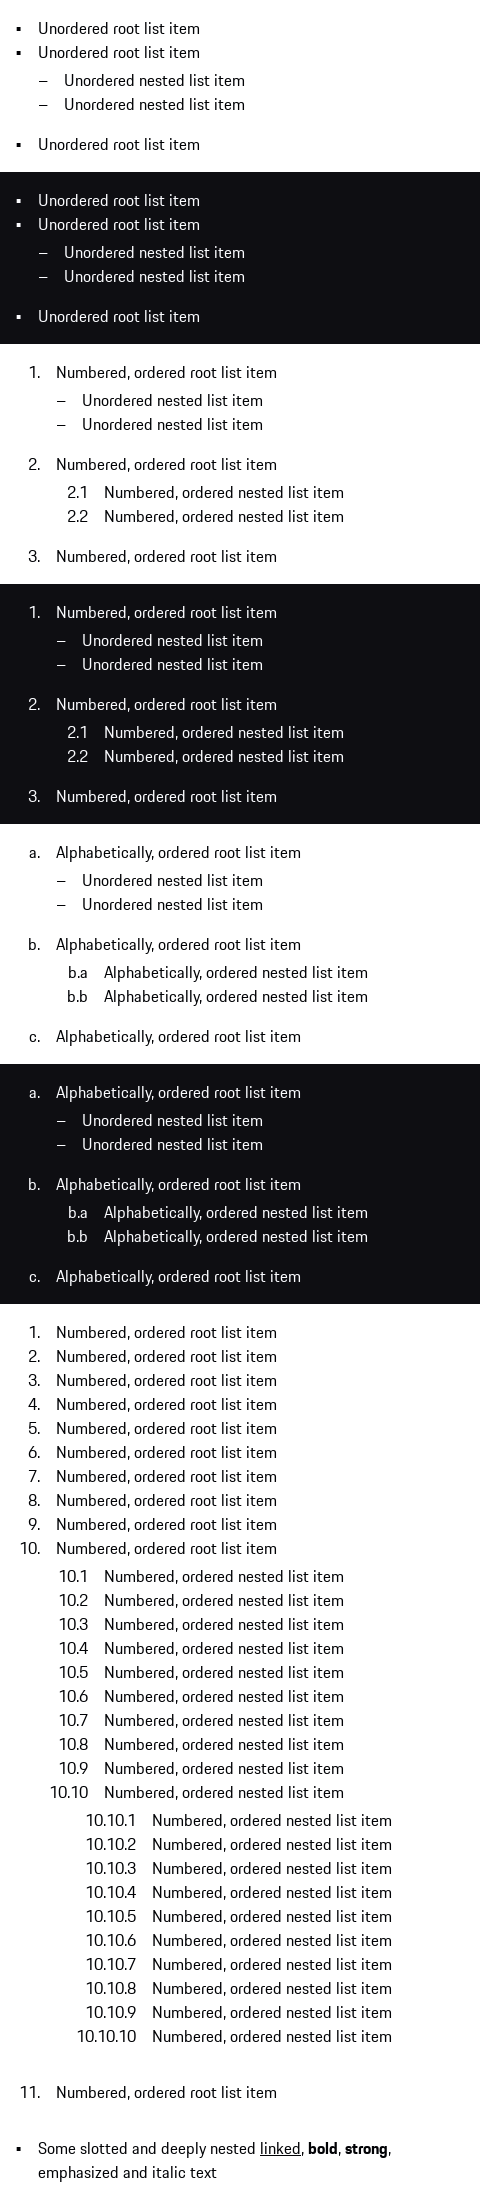 ▪ Unordered root list item
▪ Unordered root list item
– Unordered nested list item
– Unordered nested list item
▪ Unordered root list item
▪ Unordered root list item
▪ Unordered root list item
– Unordered nested list item
– Unordered nested list item
▪ Unordered root list item
1. Numbered, ordered root list item
– Unordered nested list item
– Unordered nested list item
2. Numbered, ordered root list item
2.1 Numbered, ordered nested list item
2.2 Numbered, ordered nested list item
3. Numbered, ordered root list item
1. Numbered, ordered root list item
– Unordered nested list item
– Unordered nested list item
2. Numbered, ordered root list item
2.1 Numbered, ordered nested list item
2.2 Numbered, ordered nested list item
3. Numbered, ordered root list item
a. Alphabetically, ordered root list item
– Unordered nested list item
– Unordered nested list item
b. Alphabetically, ordered root list item
b.a Alphabetically, ordered nested list item
b.b Alphabetically, ordered nested list item
c. Alphabetically, ordered root list item
a. Alphabetically, ordered root list item
– Unordered nested list item
– Unordered nested list item
b. Alphabetically, ordered root list item
b.a Alphabetically, ordered nested list item
b.b Alphabetically, ordered nested list item
c. Alphabetically, ordered root list item
1. Numbered, ordered root list item
2. Numbered, ordered root list item
3. Numbered, ordered root list item
4. Numbered, ordered root list item
5. Numbered, ordered root list item
6. Numbered, ordered root list item
7. Numbered, ordered root list item
8. Numbered, ordered root list item
9. Numbered, ordered root list item
10. Numbered, ordered root list item
10.1 Numbered, ordered nested list item
10.2 Numbered, ordered nested list item
10.3 Numbered, ordered nested list item
10.4 Numbered, ordered nested list item
10.5 Numbered, ordered nested list item
10.6 Numbered, ordered nested list item
10.7 Numbered, ordered nested list item
10.8 Numbered, ordered nested list item
10.9 Numbered, ordered nested list item
10.10 Numbered, ordered nested list item
10.10.1 Numbered, ordered nested list item
10.10.2 Numbered, ordered nested list item
10.10.3 Numbered, ordered nested list item
10.10.4 Numbered, ordered nested list item
10.10.5 Numbered, ordered nested list item
10.10.6 Numbered, ordered nested list item
10.10.7 Numbered, ordered nested list item
10.10.8 Numbered, ordered nested list item
10.10.9 Numbered, ordered nested list item
10.10.10 Numbered, ordered nested list item
11. Numbered, ordered root list item
▪ Some slotted and deeply nested linked, bold, strong,
emphasized and italic text